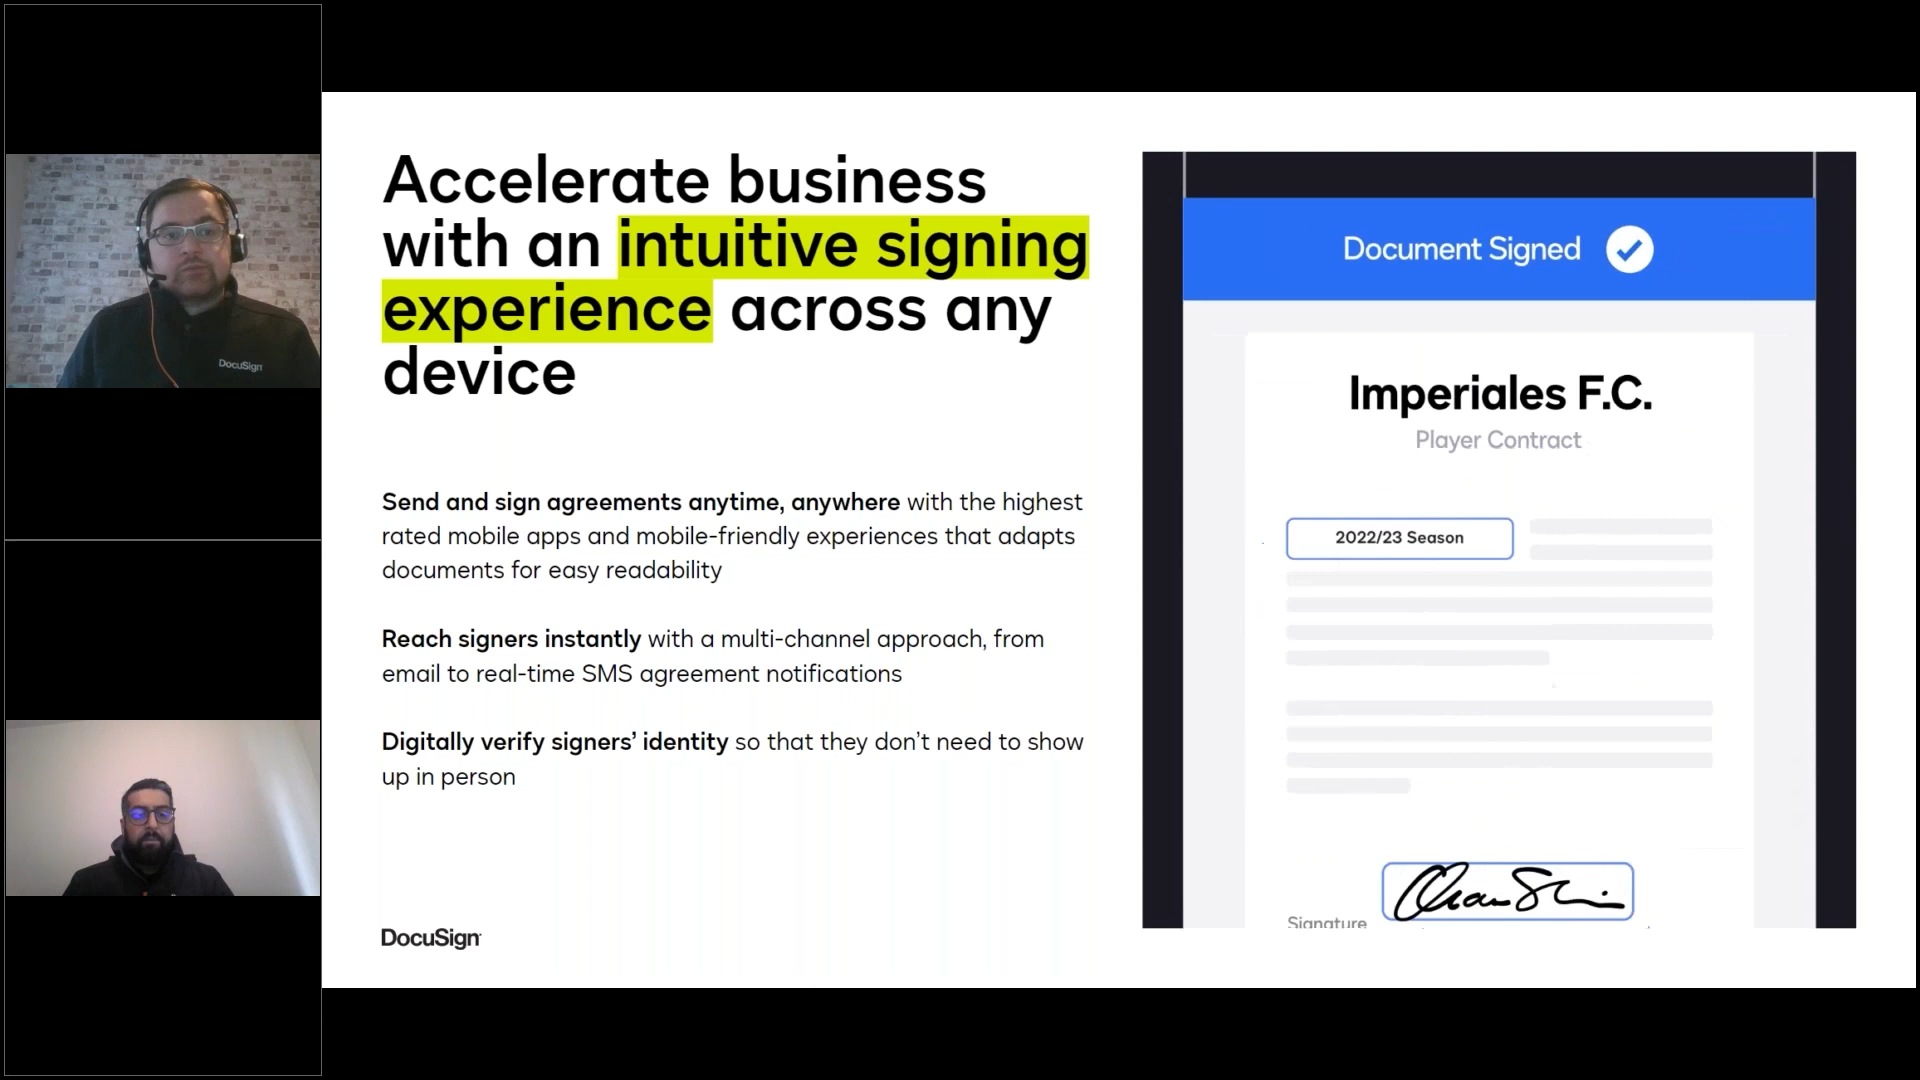 DocuSign
Accelerate business
with an intuitive signing
experience across any
device
Send and sign agreements anytime, anywhere with the highest
rated mobile apps and mobile-friendly experiences that adapts
documents for easy readability
Reach signers instantly with a multi-channel approach, from
email to real-time SMS agreement notifications
Digitally verify signers’ identity so that they don’t need to show
up in person
DocuSign
Document Signed
Imperiales F.C.
Player Contract
2022/23 Season
Signature